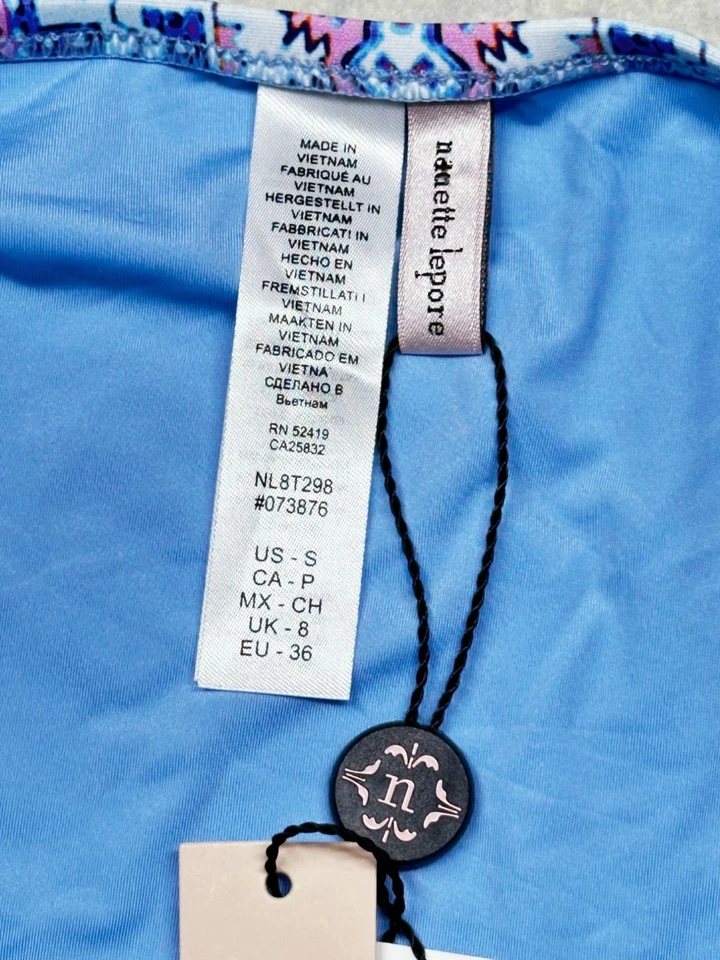 MADE IN
VIETNAM
FABRIQUÉ AU
VIETNAM
HERGESTELLT IN
VIETNAM
FABBRICATI IN
VIETNAM
HECHO EN
VIETNAM
FREMSTILLATI I
VIETNAM
MAAKTEN IN
VIETNAM
FABRICADO EM
VIETNA
СДЕЛАНО В
Вьетнам
RN 52419
CA25832
NL8T298
#073876
US - S
CA - P
MX - CH
UK - 8
EU - 36
nanette lepore
n